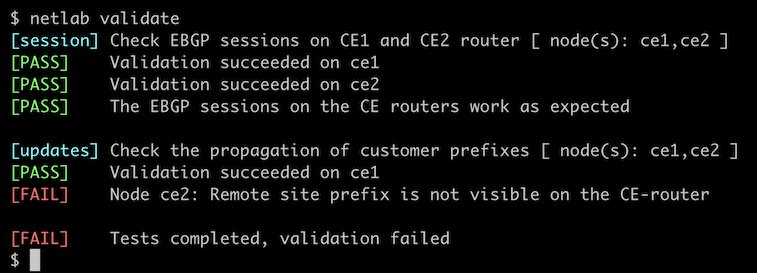 $ netlab validate
[session] Check EBGP sessions on CE1 and CE2 router [ node(s): ce1,ce2 ]
[PASS] Validation succeeded on ce1
[PASS] Validation succeeded on ce2
[PASS] The EBGP sessions on the CE routers work as expected
[updates] Check the propagation of customer prefixes [ node(s): ce1,ce2 ]
[PASS] Validation succeeded on ce1
[FAIL] Node ce2: Remote site prefix is not visible on the CE-router
[FAIL] Tests completed, validation failed
$